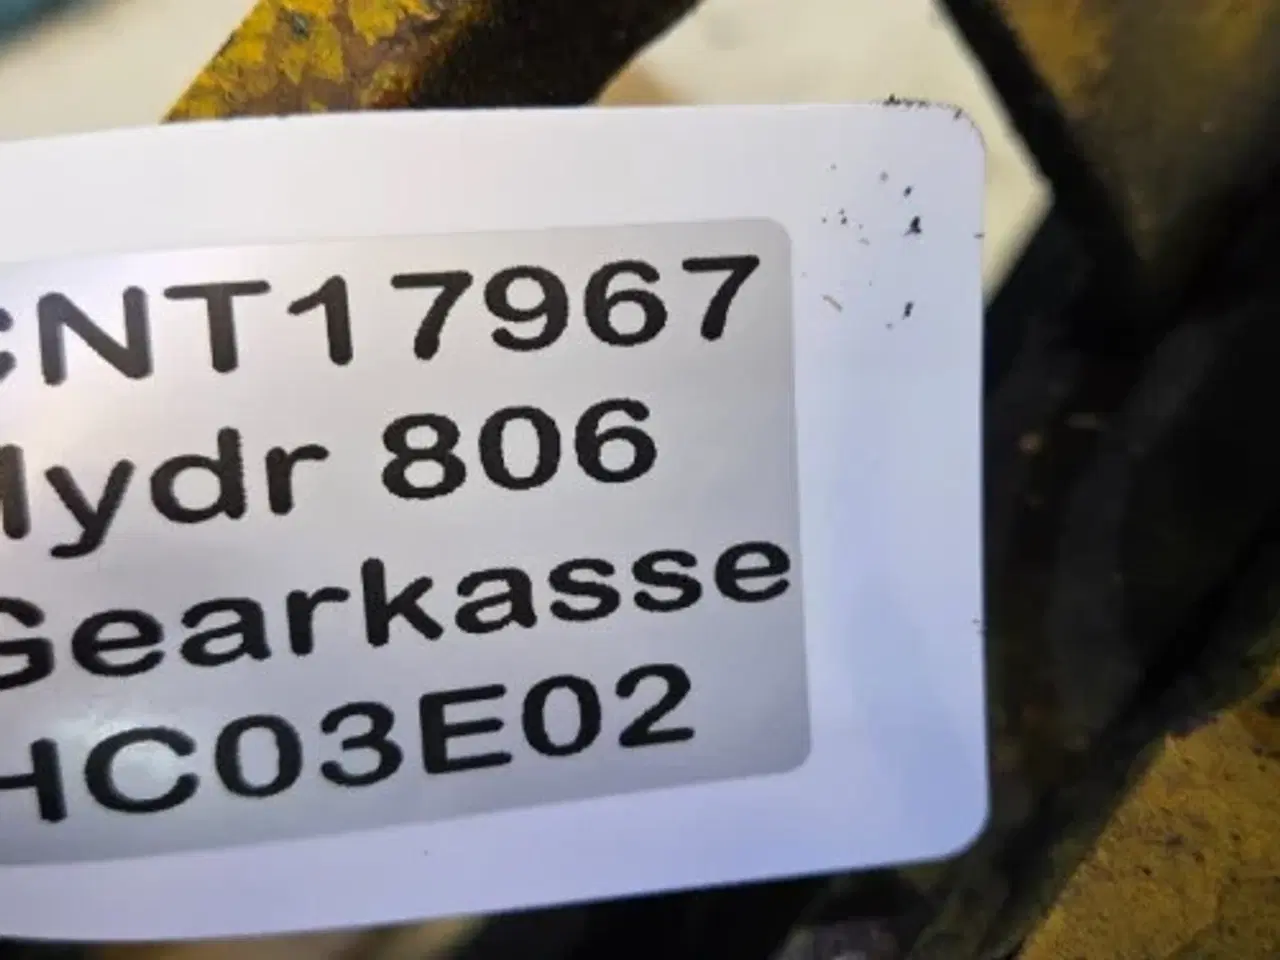 CNT17967
Hydr 806
Gearkasse
HC03E02